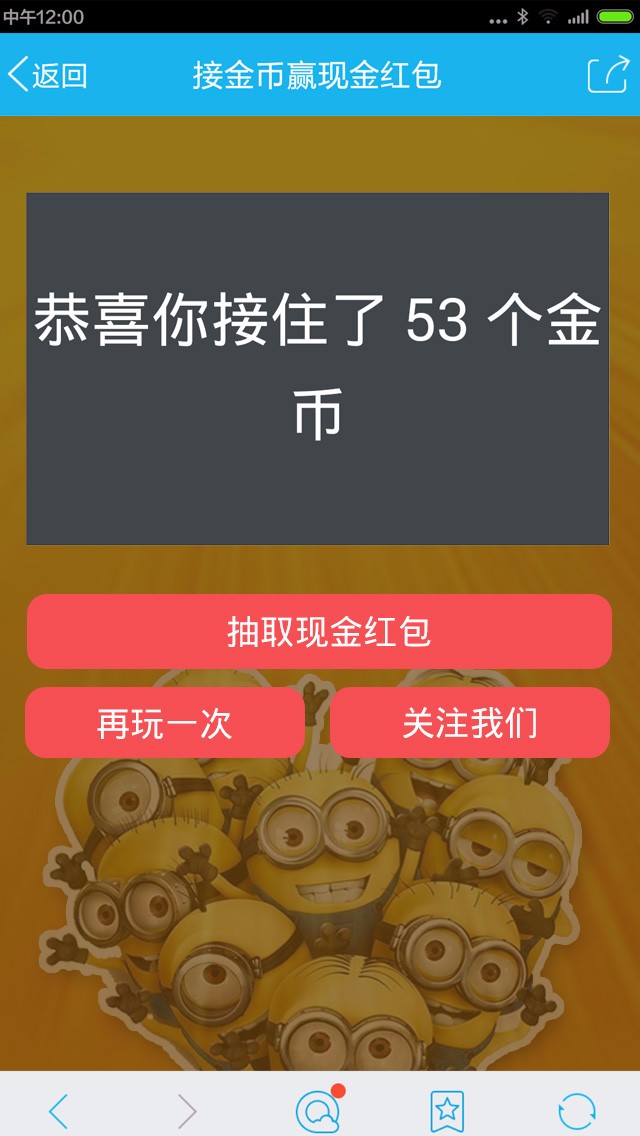 中午12:00
返回 接金币赢现金红包
恭喜你接住了 53 个金
币
抽取现金红包
再玩一次 关注我们